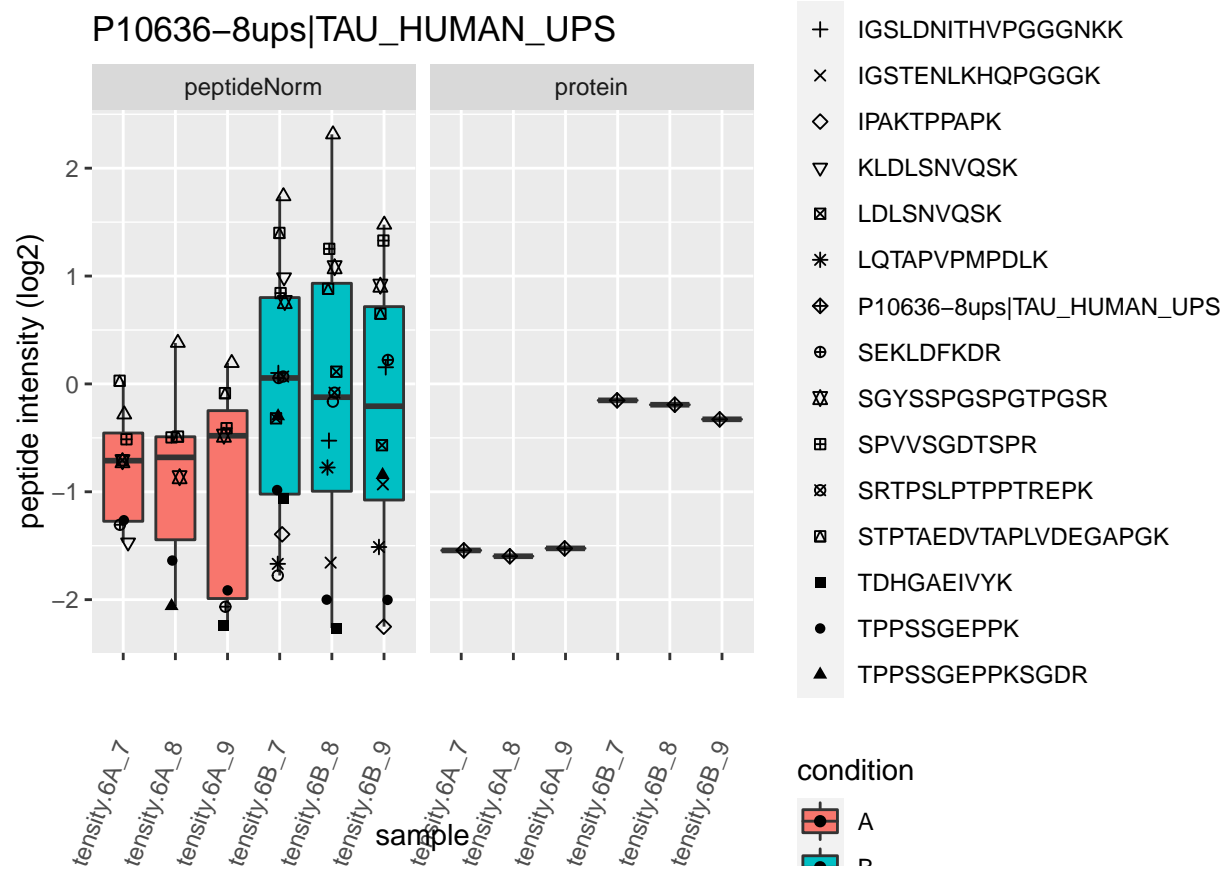 P10636−8ups|TAU_HUMAN_UPS
peptideNorm
protein
peptide intensity (log2)
2
1
0
−1
−2
tensity.6A_7
tensity.6A_8
tensity.6A_9
tensity.6B_7
tensity.6B_8
tensity.6B_9
tensity.6A_7
tensity.6A_8
tensity.6A_9
tensity.6B_7
tensity.6B_8
tensity.6B_9
sample
IGSLDNITHVPGGGNKK
IGSTENLKHQPGGGK
IPAKTPPAPK
KLDLSNVQSK
LDLSNVQSK
LQTAPVPMPDLK
P10636−8ups|TAU_HUMAN_UPS
SEKLDFKDR
SGYSSPGSPGTPGSR
SPVVSGDTSPR
SRTPSLPTPPTREPK
STPTAEDVTAPLVDEGAPGK
TDHGAEIVYK
TPPSSGEPPK
TPPSSGEPPKSGDR
condition
A
B